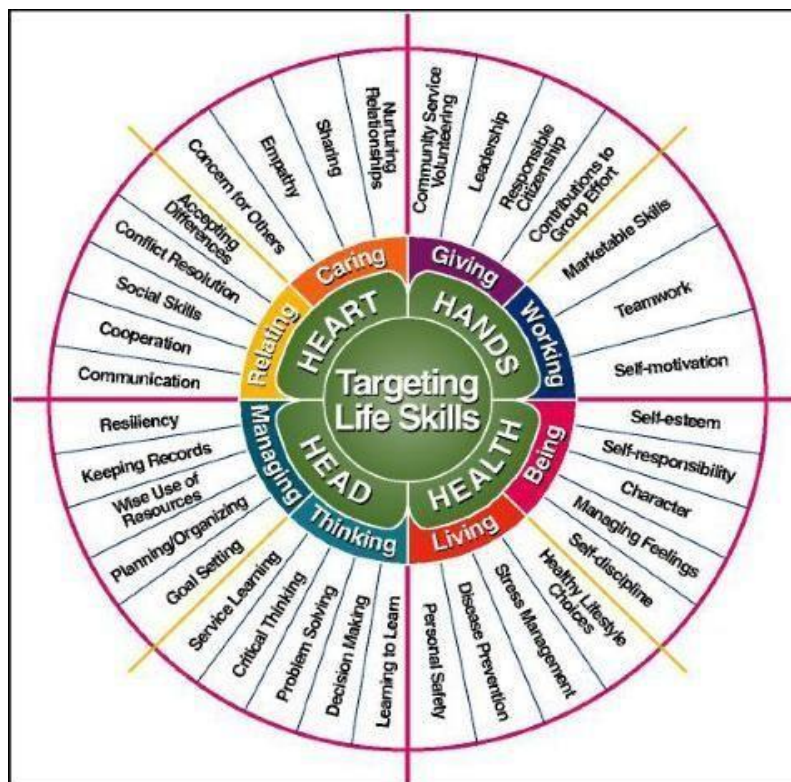 Targeting
Life Skills
HEART
HANDS
HEALTH
HEAD
Caring
Giving
Working
Being
Living
Thinking
Managing
Relating
Nurturing
Relationships
Sharing
Empathy
Concern for Others
Accepting
Differences
Conflict Resolution
Social Skills
Cooperation
Communication
Community Service
Volunteering
Leadership
Responsible
Citizenship
Contributions to
Group Effort
Marketable Skills
Teamwork
Self-motivation
Self-esteem
Self-responsibility
Character
Managing Feelings
Self-discipline
Healthy Lifestyle
Choices
Stress Management
Disease Prevention
Personal Safety
Learning to Learn
Decision Making
Problem Solving
Critical Thinking
Service Learning
Goal Setting
Planning/Organizing
Wise Use of
Resources
Keeping Records
Resiliency